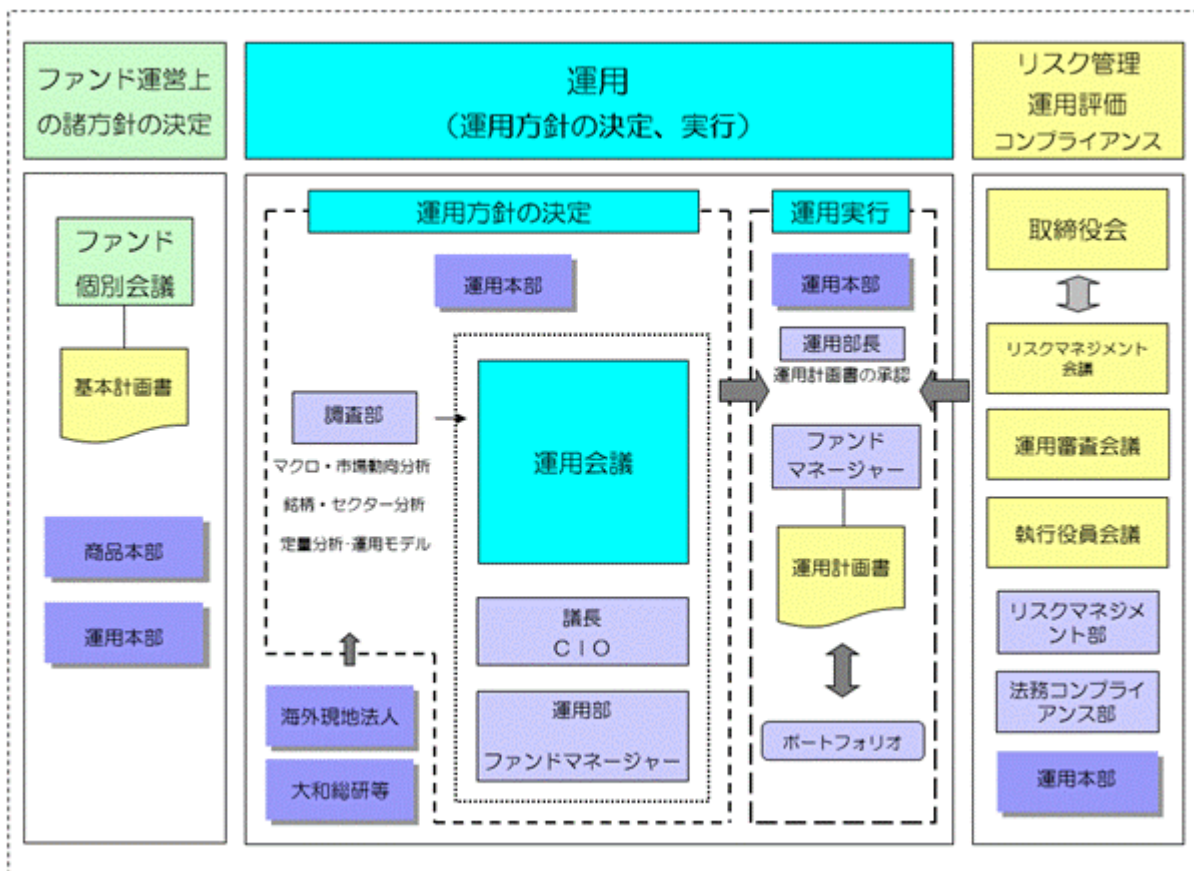 ファンド運営上
の諸方針の決定
運用
（運用方針の決定、実行）
リスク管理
運用評価
コンプライアンス
ファンド
個別会議
基本計画書
商品本部
運用本部
運用方針の決定
運用本部
調査部
マクロ・市場動向分析
銘柄・セクター分析
定量分析・運用モデル
海外現地法人
大和総研等
運用会議
議長
ＣＩＯ
運用部
ファンドマネージャー
運用実行
運用本部
運用部長
運用計画書の承認
ファンド
マネージャー
運用計画書
ポートフォリオ
取締役会
リスクマネジメント
会議
運用審査会議
執行役員会議
リスクマネジメ
ント部
法務コンプライ
アンス部
運用本部